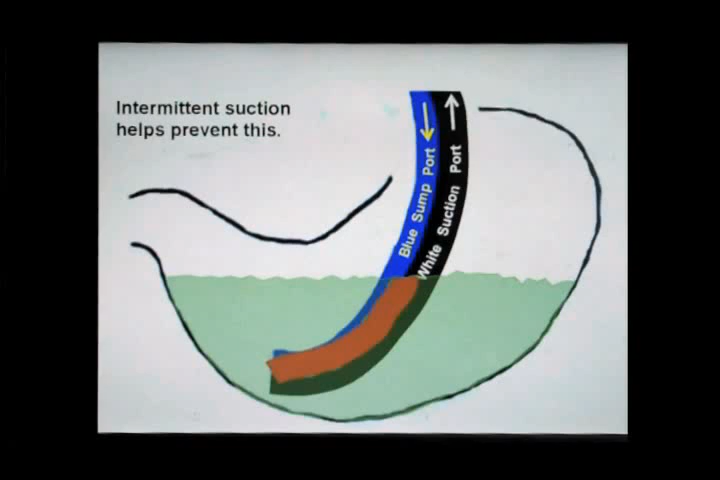 Intermittent suction
helps prevent this.
Blue Sump Port
White Suction Port